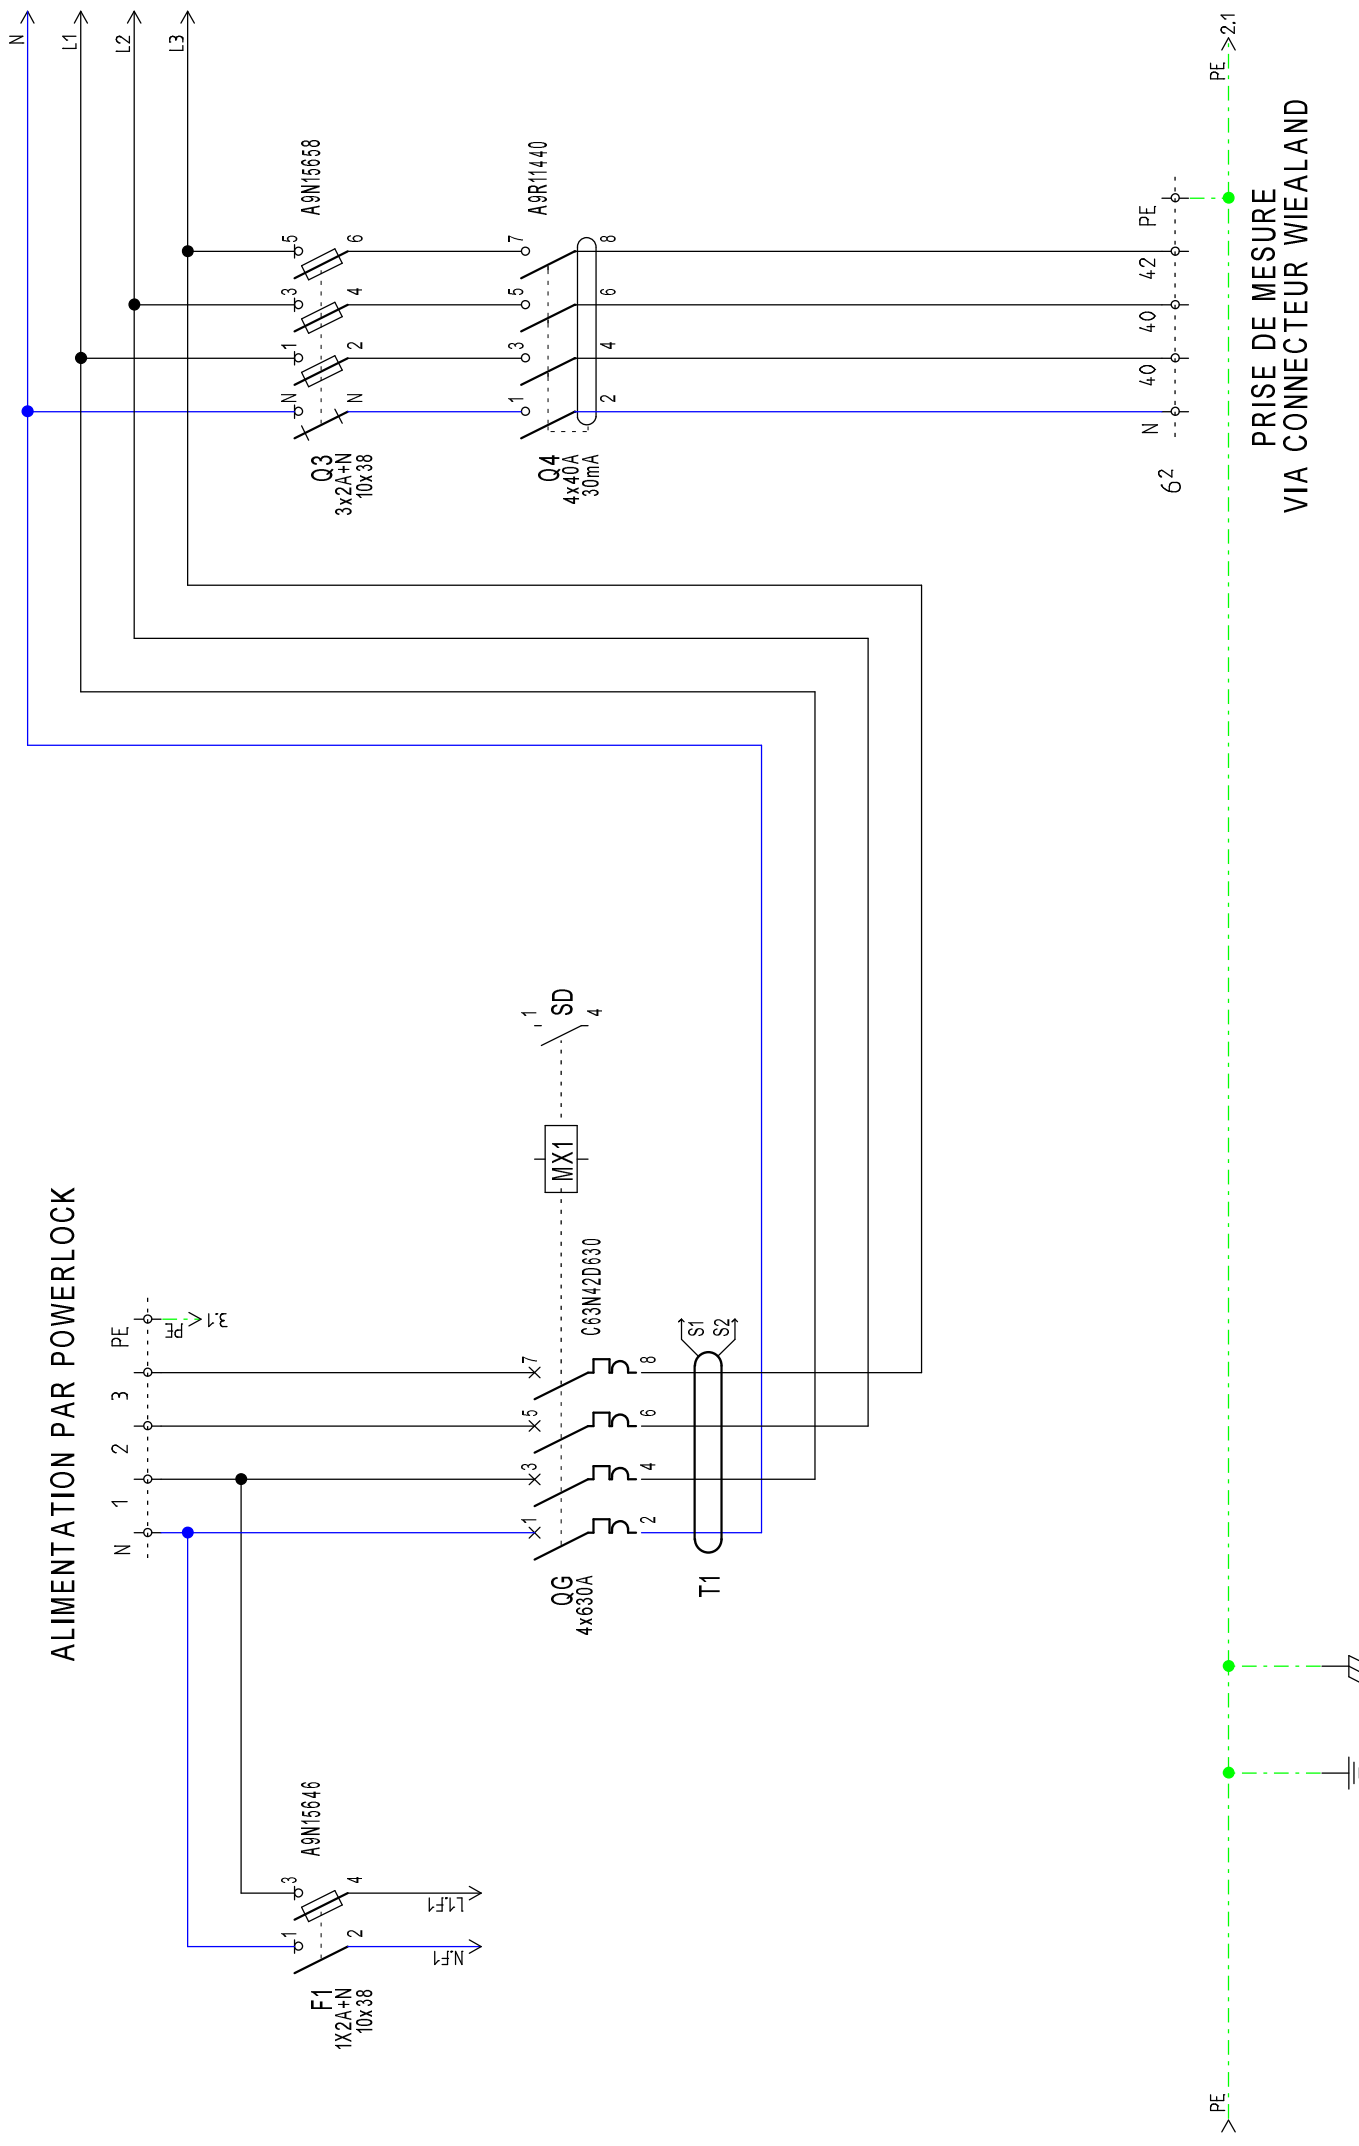 ALIMENTATION PAR POWERLOCK
N 1 2 3 PE
PE
3.1
N
L1
L2
L3
F1
1X2A+N
10x38
1 3
2 4
A9N15646
N.F1
L1.F1
QG
4x630A
1 3 5 7
2 4 6 8
C63N42D630
MX1
SD
1
4
T1
S1
S2
Q3
3x2A+N
10x38
N 1 3 5
N 2 4 6
A9N15658
Q4
4x40A
30mA
1 3 5 7
2 4 6 8
A9R11440
6²
N 40 40 42 PE
PE
PE
2.1
PRISE DE MESURE
VIA CONNECTEUR WIEALAND